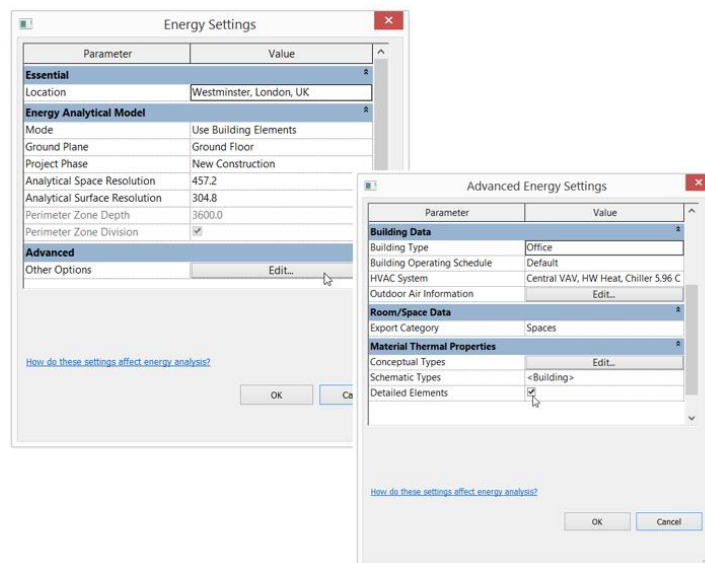 Energy Settings
Parameter Value
Essential
Location Westminster, London, UK
Energy Analytical Model
Mode Use Building Elements
Ground Plane Ground Floor
Project Phase New Construction
Analytical Space Resolution 457.2
Analytical Surface Resolution 304.8
Perimeter Zone Depth 3600.0
Perimeter Zone Division
Advanced
Other Options Edit...
How do these settings affect energy analysis?
OK Ca
Advanced Energy Settings
Parameter Value
Building Data
Building Type Office
Building Operating Schedule Default
HVAC System Central VAV, HW Heat, Chiller 5.96 C
Outdoor Air Information Edit...
Room/Space Data
Export Category Spaces
Material Thermal Properties
Conceptual Types Edit...
Schematic Types <Building>
Detailed Elements
How do these settings affect energy analysis?
OK Cancel